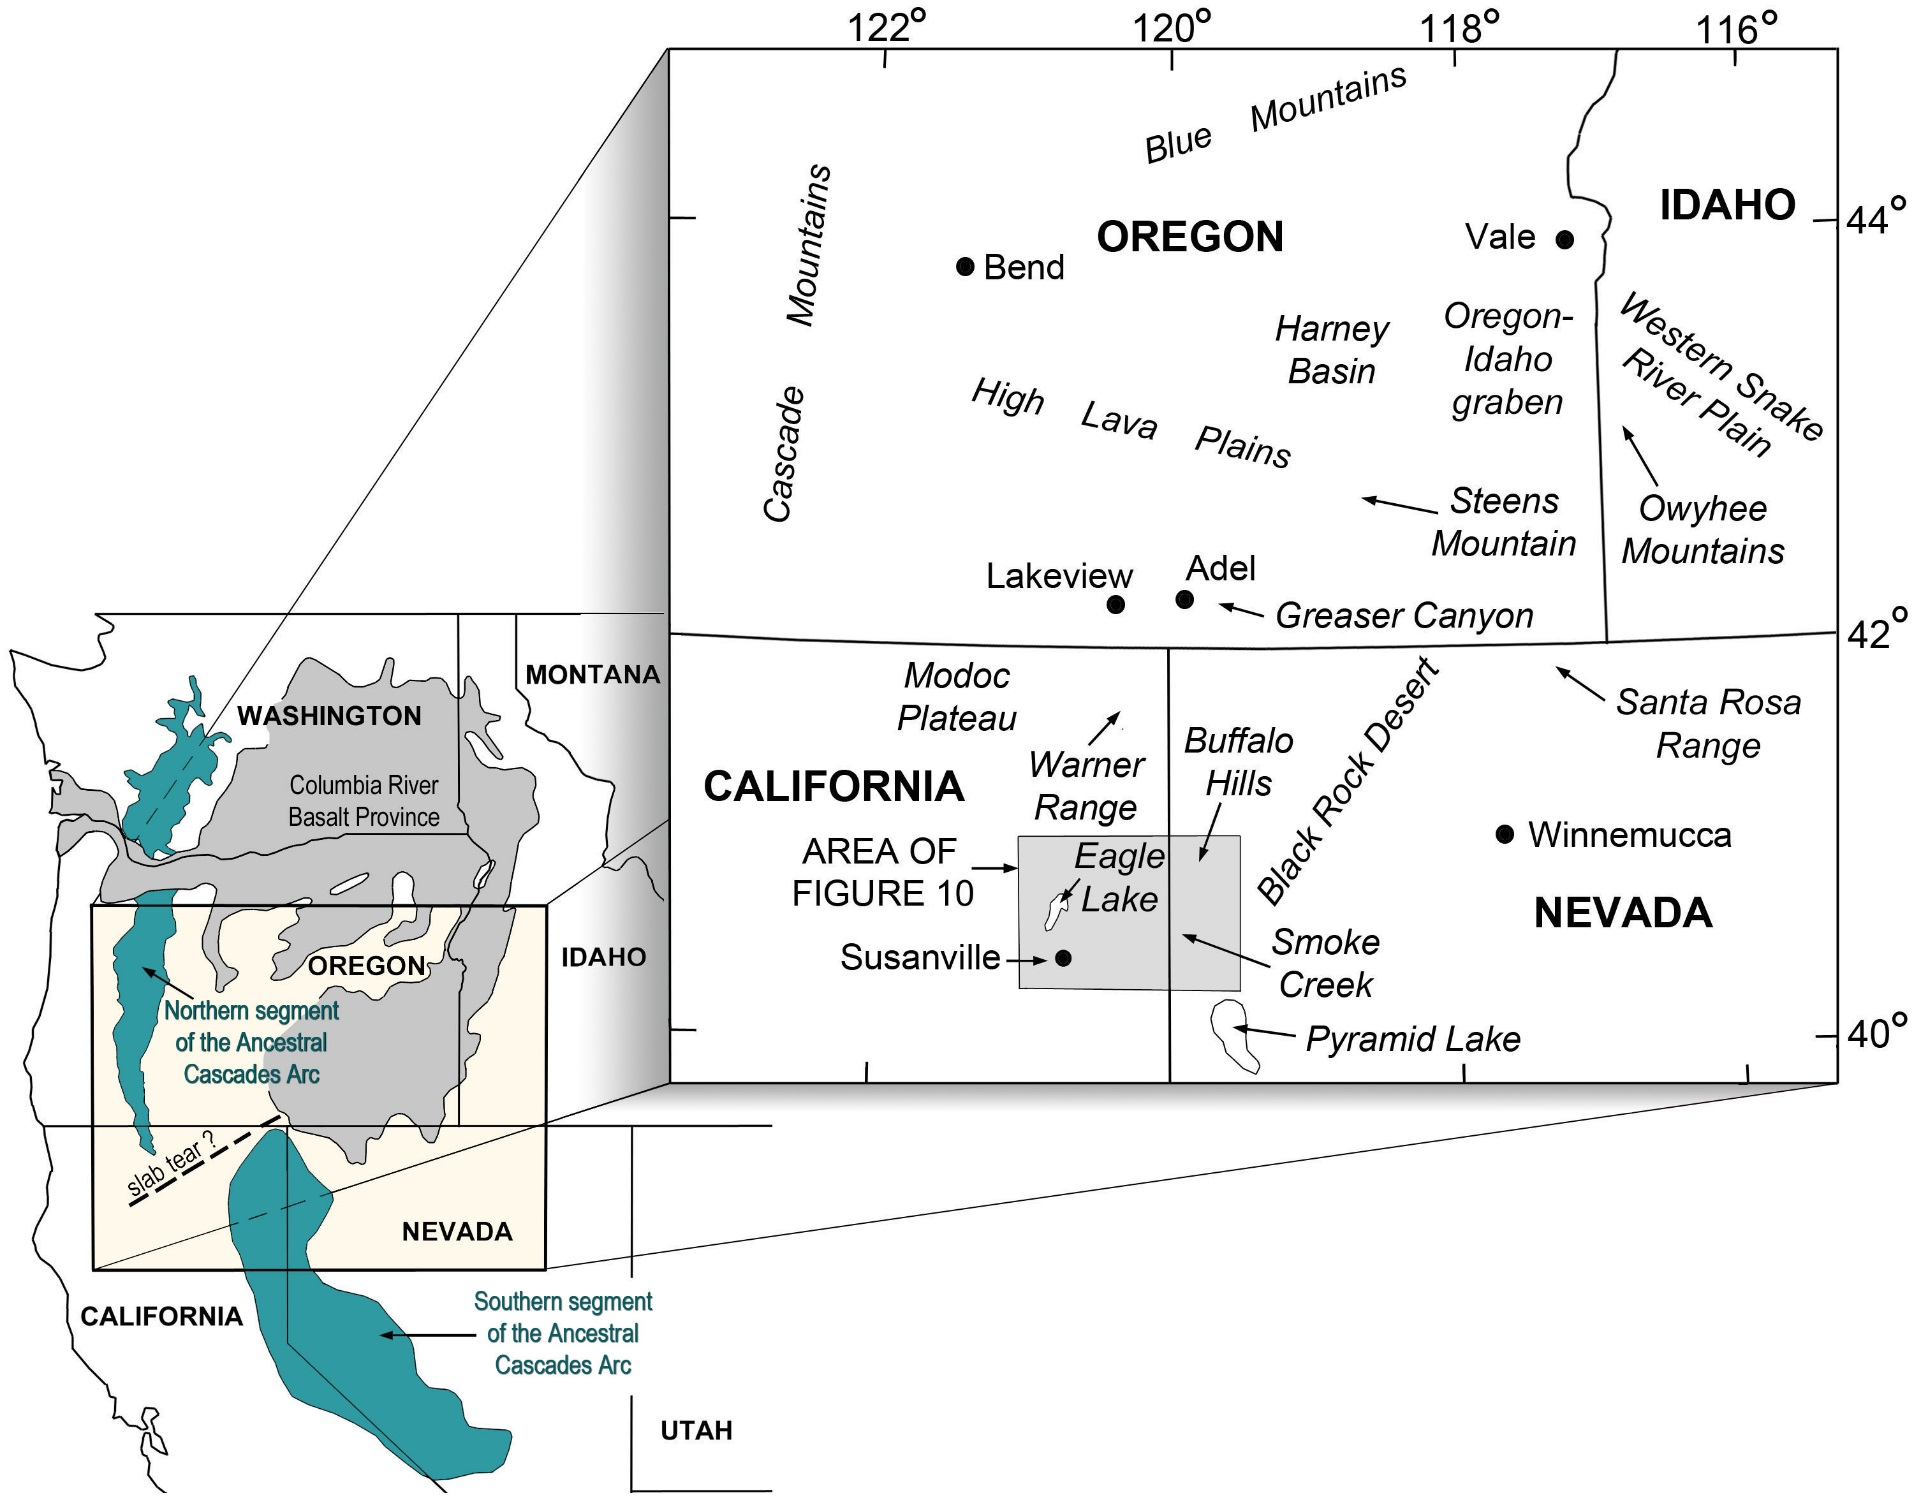 122°
120°
118°
116°
Blue Mountains
Cascade Mountains
OREGON
IDAHO
44°
Vale
Bend
Harney
Basin
Oregon-
Idaho
graben
Western Snake
River Plain
High Lava Plains
Steens
Mountain
Owyhee
Mountains
Lakeview
Adel
Greaser Canyon
42°
Modoc
Plateau
Warner
Range
Buffalo
Hills
Black Rock Desert
Santa Rosa
Range
CALIFORNIA
Winnemucca
AREA OF
FIGURE 10
Eagle
Lake
NEVADA
Susanville
Smoke
Creek
Pyramid Lake
40°
MONTANA
WASHINGTON
Columbia River
Basalt Province
OREGON
IDAHO
Northern segment
of the Ancestral
Cascades Arc
slab tear ?
NEVADA
CALIFORNIA
Southern segment
of the Ancestral
Cascades Arc
UTAH